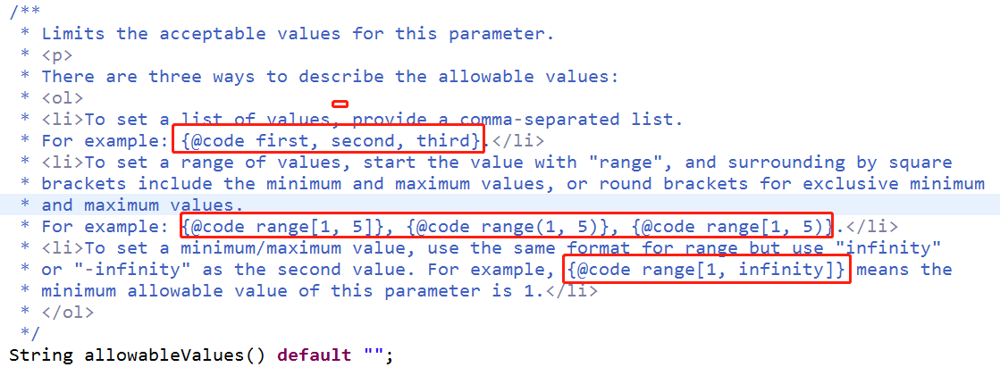 /**
* Limits the acceptable values for this parameter.
* <p>
* There are three ways to describe the allowable values:
* <ol>
* <li>To set a list of values, provide a comma-separated list.
* For example: {@code first, second, third}.</li>
* <li>To set a range of values, start the value with "range", and surrounding by square
* brackets include the minimum and maximum values, or round brackets for exclusive minimum
* and maximum values.
* For example: {@code range[1, 5]}, {@code range(1, 5)}, {@code range[1, 5)}.</li>
* <li>To set a minimum/maximum value, use the same format for range but use "infinity"
* or "-infinity" as the second value. For example, {@code range[1, infinity]} means the
* minimum allowable value of this parameter is 1.</li>
* </ol>
*/
String allowableValues() default "";